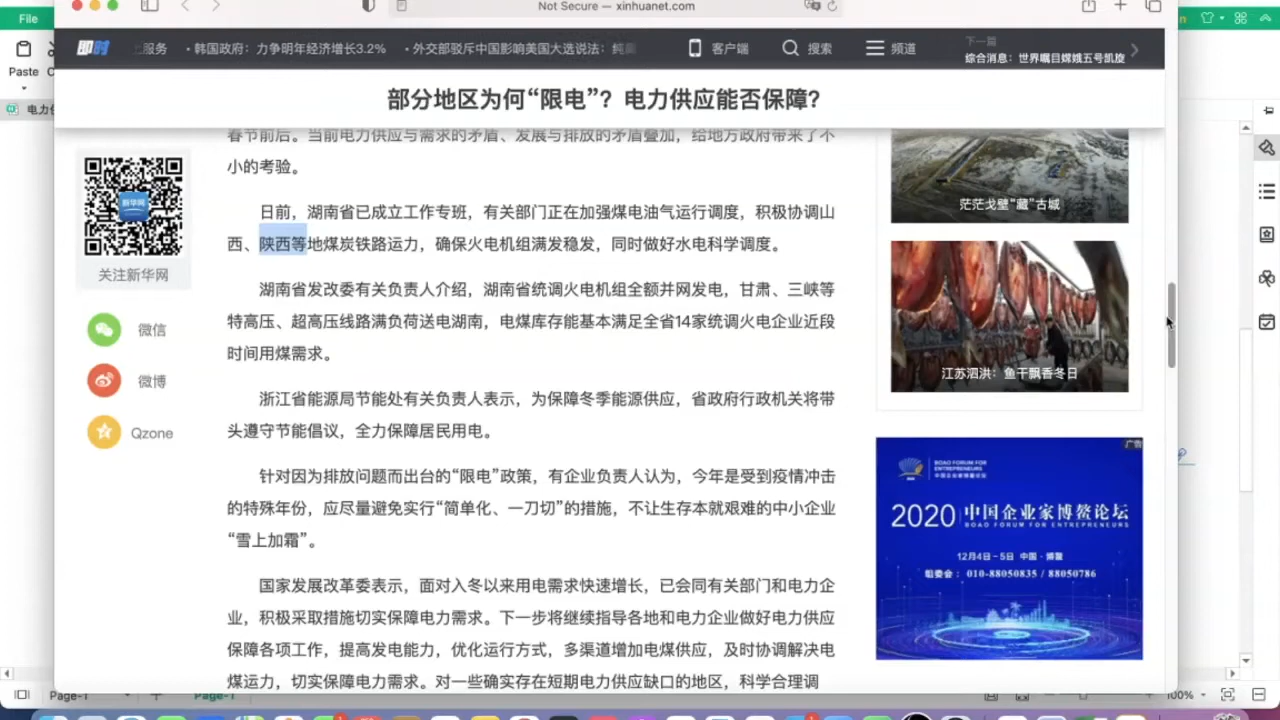 File
Not Secure — xinhuanet.com
Paste
即时
服务
·韩国政府：力争明年经济增长3.2%
·外交部驳斥中国影响美国大选说法：
客户端
搜索
频道
下一篇
综合消息：世界瞩目嫦娥五号凯旋
部分地区为何“限电”？电力供应能否保障？
春节前后。当前电力供应与需求的矛盾、发展与排放的矛盾叠加，给地方政府带来了不
小的考验。
日前，湖南省已成立工作专班，有关部门正在加强煤电油气运行调度，积极协调山
西、陕西等地煤炭铁路运力，确保火电机组满发稳发，同时做好水电科学调度。
湖南省发改委有关负责人介绍，湖南省统调火电机组全额并网发电，甘肃、三峡等
特高压、超高压线路满负荷送电湖南，电煤库存能基本满足全省14家统调火电企业近段
时间用煤需求。
浙江省能源局节能处有关负责人表示，为保障冬季能源供应，省政府行政机关将带
头遵守节能倡议，全力保障居民用电。
对于因为排放问题而出台的“限电”政策，有企业负责人认为，今年是受到疫情冲击
的特殊年份，应尽量避免实行“简单化、一刀切”的措施，不让生存本就艰难的中小企业
“雪上加霜”。
国家发展改革委表示，面对入冬以来用电需求快速增长，已会同有关部门和电力企
业，积极采取措施切实保障电力需求。下一步将继续指导各地和电力企业做好电力供应
保障各项工作，提高发电能力，优化运行方式，多渠道增加电煤供应，及时协调解决电
煤运力，切实保障电力需求。对一些确实存在短期电力供应缺口的地区，科学合理调
新华网
关注新华网
微信
微博
Qzone
茫茫戈壁“藏”古城
江苏泗洪：鱼干飘香冬日
广告
BOAO FORUM FOR
ENTREPRENEURS
2020 中国企业家博鳌论坛
BOAO FORUM FOR ENTREPRENEURS
12月4日-5日 中国·博鳌
组委会：010-88050835 / 88050786
Page-1
Page-1
100%